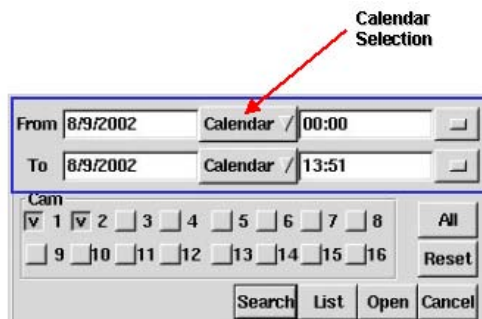 Calendar
Selection
From 8/9/2002 Calendar 00:00
To 8/9/2002 Calendar 13:51
Cam
v 1 v 2 3 4 5 6 7 8 All
9 10 11 12 13 14 15 16 Reset
Search List Open Cancel